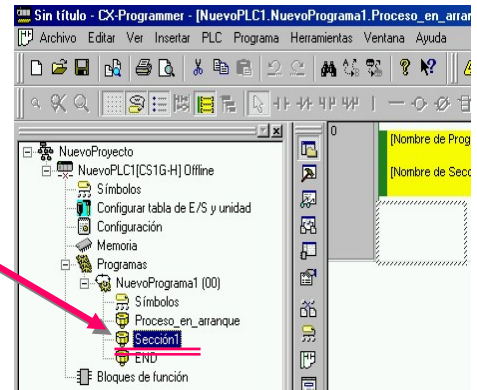 Sin título - CX-Programmer - [NuevoPLC1.NuevoPrograma1.Proceso_en_arrar
Archivo Editar Ver Insertar PLC Programa Herramientas Ventana Ayuda
0
[Nombre de Prog
[Nombre de Secc
NuevoProyecto
NuevoPLC1[CS1G-H] Offline
Símbolos
Configurar tabla de E/S y unidad
Configuración
Memoria
Programas
NuevoPrograma1 (00)
Símbolos
Proceso_en_arranque
Sección1
END
Bloques de función